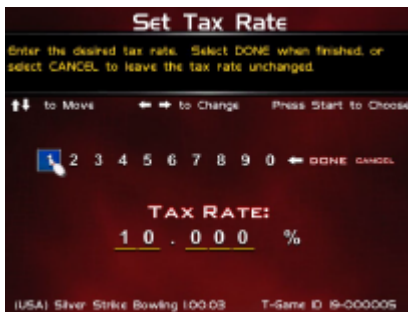 Set Tax Rate
Enter the desired tax rate. Select DONE when finished, or
select CANCEL to leave the tax rate unchanged.
⬆⬇ to Move ⬅ ➡ to Change Press Start to Choose
1 2 3 4 5 6 7 8 9 0 ⬅ DONE CANCEL
TAX RATE:
10.000 %
(USA) Silver Strike Bowling 1.00.03 T-Game ID 19-000005